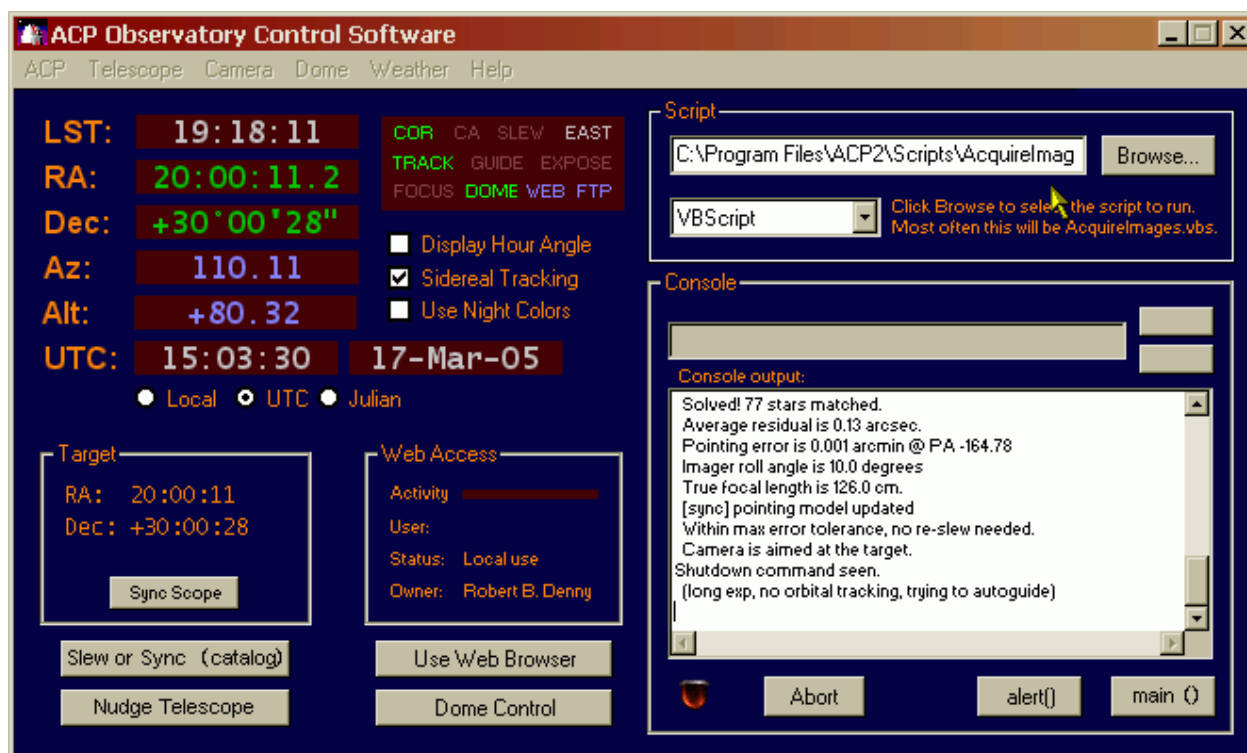 ACP Observatory Control Software
ACP Telescope Camera Dome Weather Help
LST: 19:18:11
RA: 20:00:11.2
Dec: +30°00'28"
Az: 110.11
Alt: +80.32
UTC: 15:03:30 17-Mar-05
Local UTC Julian
COR CA SLEW EAST
TRACK GUIDE EXPOSE
FOCUS DOME WEB FTP
Display Hour Angle
Sidereal Tracking
Use Night Colors
Target
RA: 20:00:11
Dec: +30:00:28
Sync Scope
Web Access
Activity
User:
Status: Local use
Owner: Robert B. Denny
Slew or Sync (catalog)
Use Web Browser
Nudge Telescope
Dome Control
Script
C:\Program Files\ACP2\Scripts\AcquireImag
Browse...
VBScript
Click Browse to select the script to run.
Most often this will be AcquireImages.vbs.
Console
Console output:
Solved! 77 stars matched.
Average residual is 0.13 arcsec.
Pointing error is 0.001 arcmin @ PA -164.78
Imager roll angle is 10.0 degrees
True focal length is 126.0 cm.
[sync] pointing model updated
Within max error tolerance, no re-slew needed.
Camera is aimed at the target.
Shutdown command seen.
(long exp, no orbital tracking, trying to autoguide)
Abort
alert()
main ()